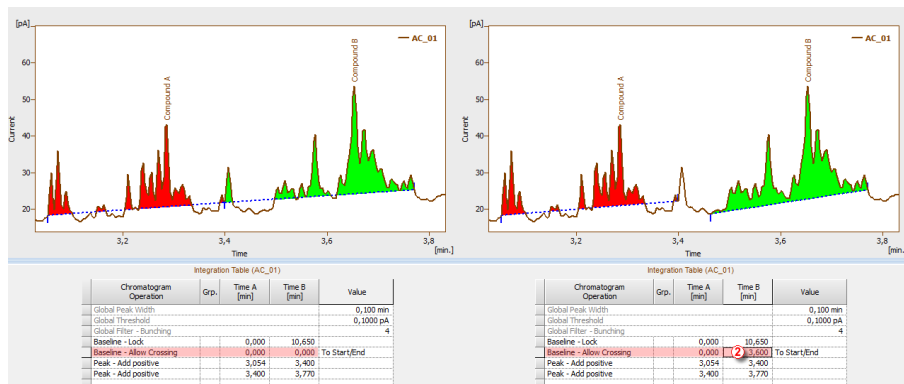 [pA]
70
60
50
40
30
20
Current
Compound A
Compound B
AC_01
3,2
3,4
3,6
3,8
Time
[min.]
[pA]
70
60
50
40
30
20
Current
Compound A
Compound B
AC_01
3,2
3,4
3,6
3,8
Time
[min.]
Integration Table (AC_01)
Chromatogram Operation Grp. Time A [min] Time B [min] Value
Global Peak Width 0,100 min
Global Threshold 0,1000 pA
Global Filter - Bunching 4
Baseline - Lock 0,000 10,650
Baseline - Allow Crossing 0,000 0,000 To Start/End
Peak - Add positive 3,054 3,400
Peak - Add positive 3,400 3,770
Integration Table (AC_01)
Chromatogram Operation Grp. Time A [min] Time B [min] Value
Global Peak Width 0,100 min
Global Threshold 0,1000 pA
Global Filter - Bunching 4
Baseline - Lock 0,000 10,650
Baseline - Allow Crossing 0,000 2 3.600 To Start/End
Peak - Add positive 3,054 3,400
Peak - Add positive 3,400 3,770